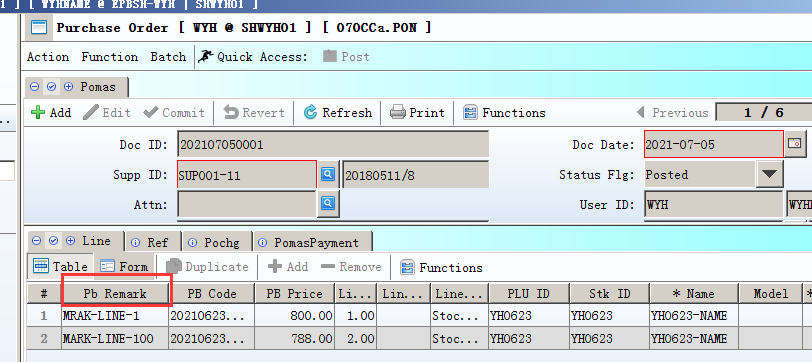 ] [ WYHNAME @ EPBSH-WYH | SHWYH01 ]
Purchase Order [ WYH @ SHWYH01 ] [ O7OCCa.PON ]
Action Function Batch Quick Access: Post
Pomas
Add Edit Commit Revert Refresh Print Functions Previous 1 / 6
Doc ID: 202107050001 Doc Date: 2021-07-05
Supp ID: SUP001-11 20180511/8 Status Flg: Posted
Attn: User ID: WYH
Line Ref Pochg PomasPayment
Table Form Duplicate Add Remove Functions
# Pb Remark PB Code PB Price Li... Lin... Line... PLU ID Stk ID * Name Model *
1 MRAK-LINE-1 20210623... 800.00 1.00 Stoc... YH0623 YH0623 YH0623-NAME
2 MARK-LINE-100 20210623... 788.00 2.00 Stoc... YH0623 YH0623 YH0623-NAME